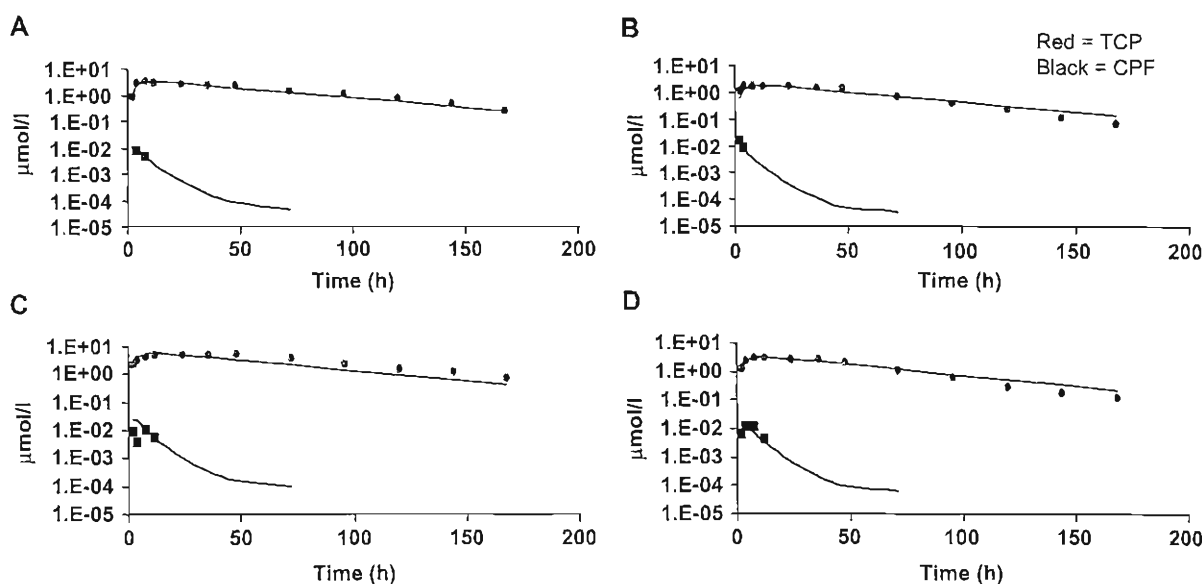 A
1.E+01
1.E+00
1.E-01
1.E-02
1.E-03
1.E-04
1.E-05
µmol/l
0
50
100
150
200
Time (h)
B
Red = TCP
Black = CPF
1.E+01
1.E+00
1.E-01
1.E-02
1.E-03
1.E-04
1.E-05
µmol/l
0
50
100
150
200
Time (h)
C
1.E+01
1.E+00
1.E-01
1.E-02
1.E-03
1.E-04
1.E-05
µmol/l
0
50
100
150
200
Time (h)
D
1.E+01
1.E+00
1.E-01
1.E-02
1.E-03
1.E-04
1.E-05
µmol/l
0
50
100
150
200
Time (h)